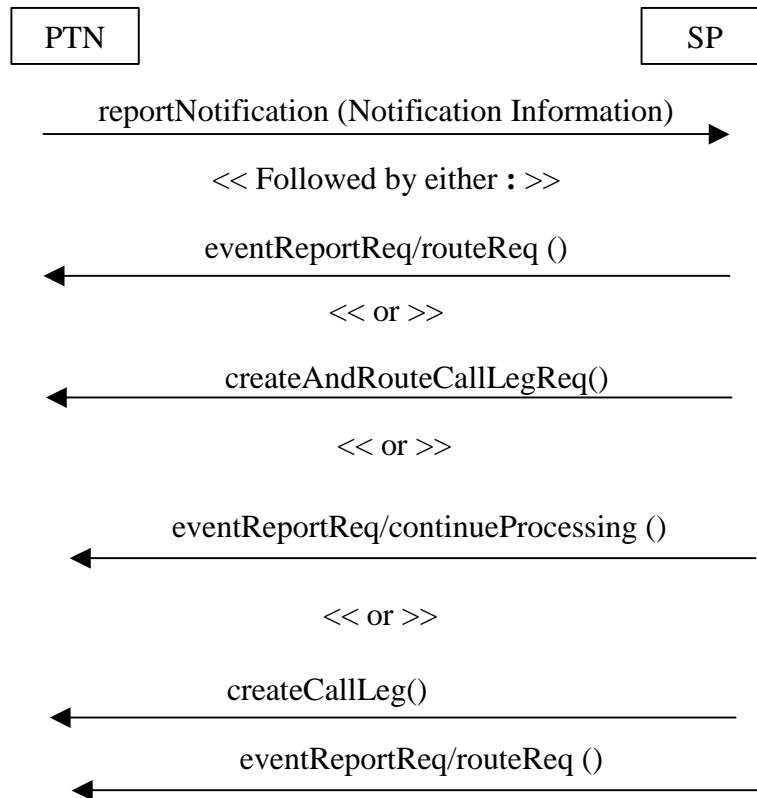 PTN
SP
reportNotification (Notification Information)
<< Followed by either : >>
eventReportReq/routeReq ()
<< or >>
createAndRouteCallLegReq()
<< or >>
eventReportReq/continueProcessing ()
<< or >>
createCallLeg()
eventReportReq/routeReq ()